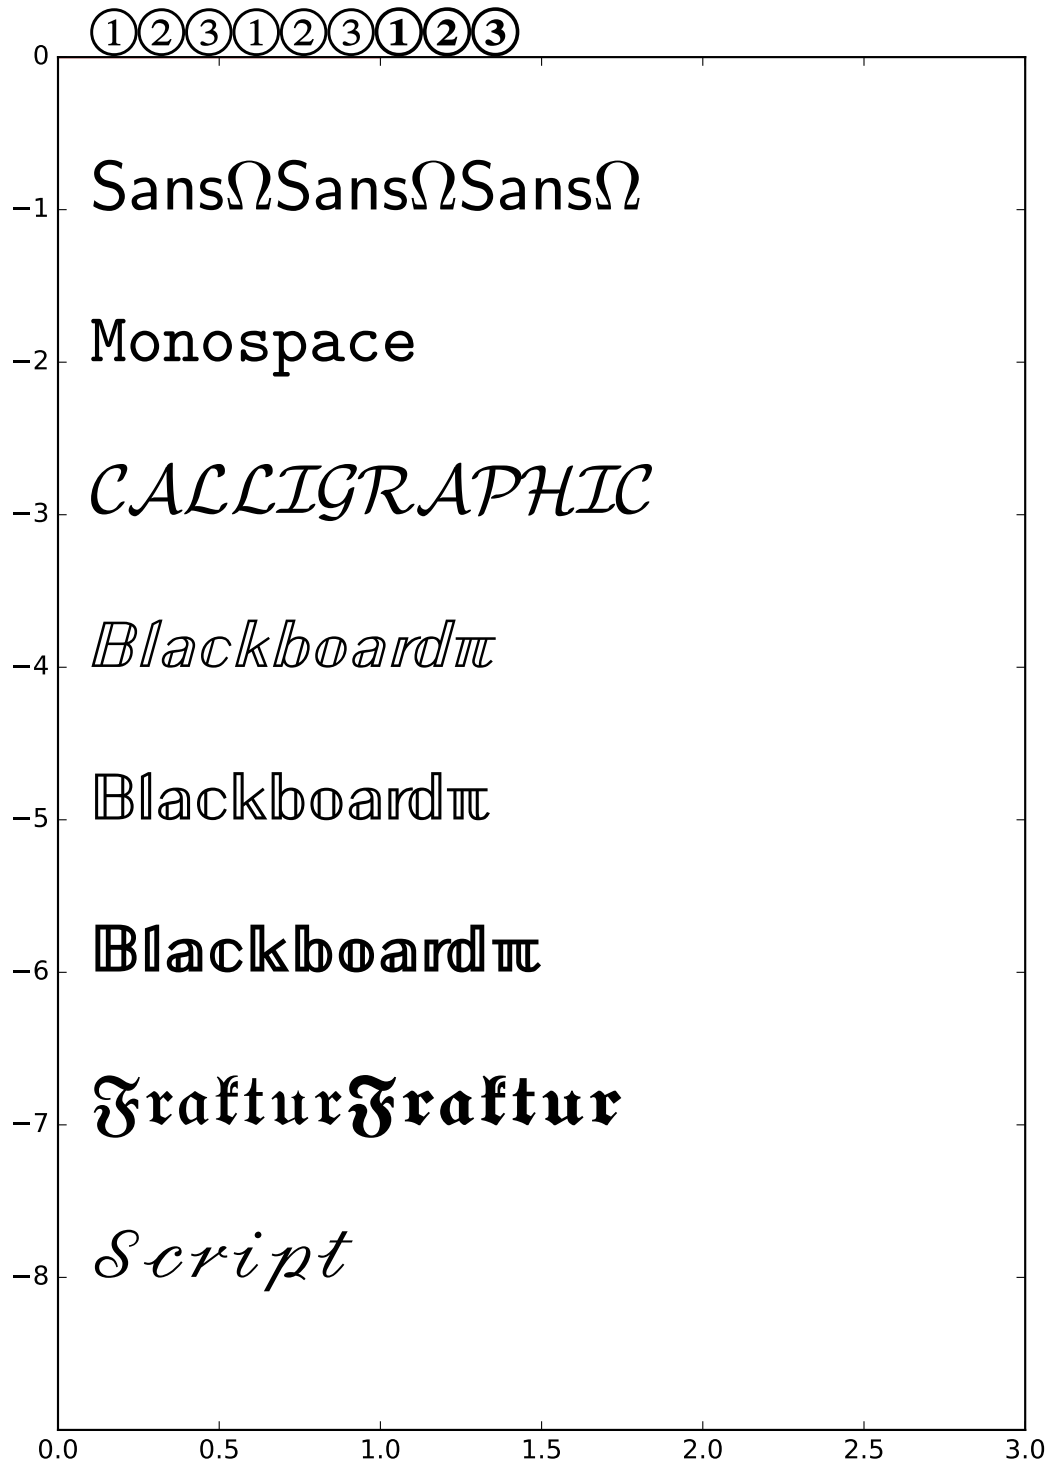 ①②③①②③①②③
0
SansΩSansΩSansΩ
−1
Monospace
−2
CALLIGRAPHIC
−3
Blackboardπ
−4
Blackboardπ
−5
Blackboardπ
−6
FrakturFraktur
−7
Script
−8
0.0 0.5 1.0 1.5 2.0 2.5 3.0